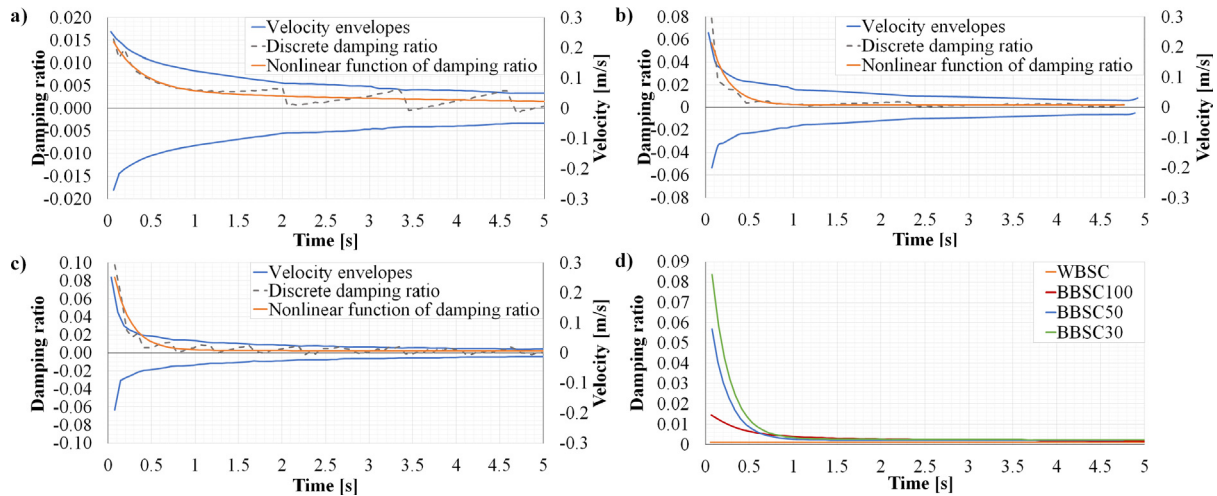 a)
0.020
0.015
0.010
0.005
0.000
-0.005
-0.010
-0.015
-0.020
Damping ratio
Velocity envelopes
Discrete damping ratio
Nonlinear function of damping ratio
0.3
0.2
0.1
0
-0.1
-0.2
-0.3
Velocity [m/s]
0 0.5 1 1.5 2 2.5 3 3.5 4 4.5 5
Time [s]
b)
0.08
0.06
0.04
0.02
0
-0.02
-0.04
-0.06
-0.08
Damping ratio
Velocity envelopes
Discrete damping ratio
Nonlinear function of damping ratio
0.3
0.2
0.1
0
-0.1
-0.2
-0.3
Velocity [m/s]
0 0.5 1 1.5 2 2.5 3 3.5 4 4.5 5
Time [s]
c)
0.10
0.08
0.06
0.04
0.02
0.00
-0.02
-0.04
-0.06
-0.08
-0.10
Damping ratio
Velocity envelopes
Discrete damping ratio
Nonlinear function of damping ratio
0.3
0.2
0.1
0
-0.1
-0.2
-0.3
Velocity [m/s]
0 0.5 1 1.5 2 2.5 3 3.5 4 4.5 5
Time [s]
d)
0.09
0.08
0.07
0.06
0.05
0.04
0.03
0.02
0.01
0
Damping ratio
WBSC
BBSC100
BBSC50
BBSC30
0 0.5 1 1.5 2 2.5 3 3.5 4 4.5 5
Time [s]